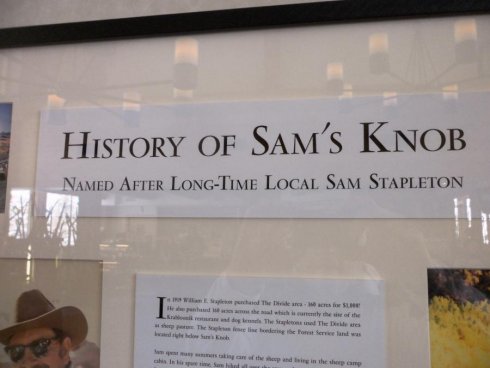 HISTORY OF SAM'S KNOB
NAMED AFTER LONG-TIME LOCAL SAM STAPLETON
In 1919 William E. Stapleton purchased The Divide area - 160 acres for $1,000!
He also purchased 160 acres across the road which is currently the site of the
Krabloonik restaurant and dog kennels. The Stapletons used The Divide area
as sheep pasture. The Stapleton fence line bordering the Forest Service land was
located right below Sam's Knob.
Sam spent many summers taking care of the sheep and living in the sheep camp
cabin. In his spare time, Sam hiked all over the